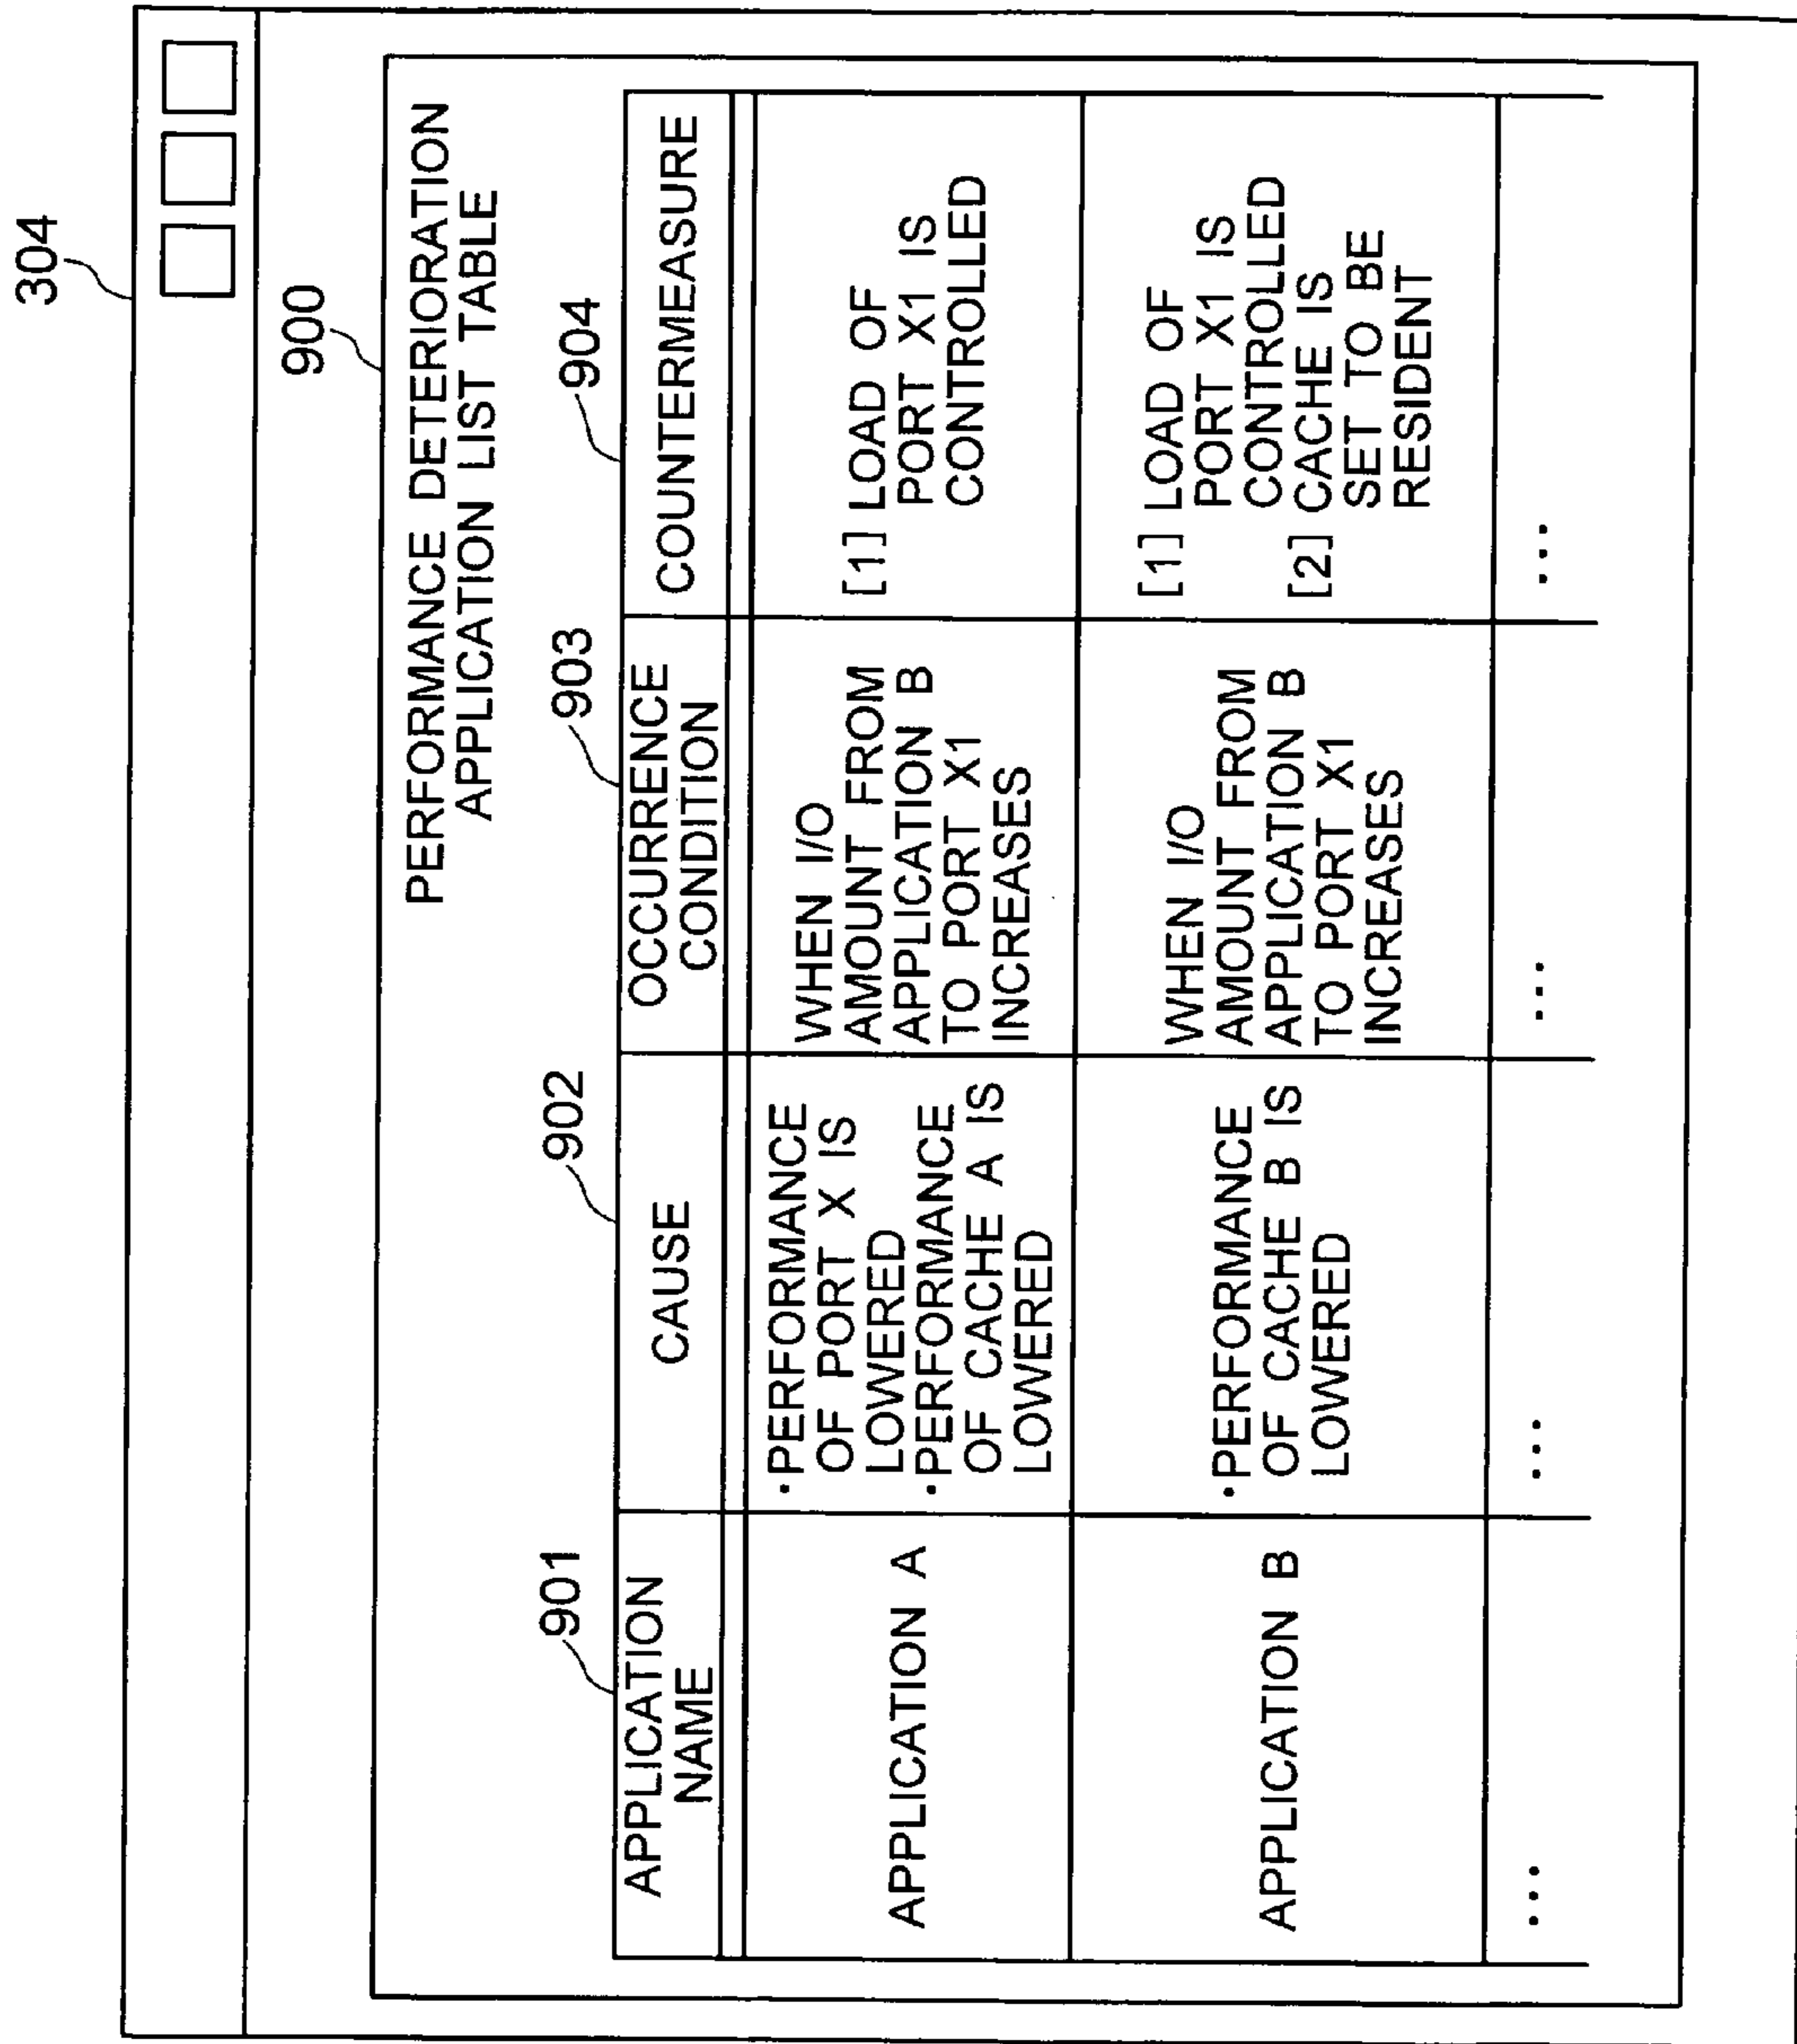 304
900
PERFORMANCE DETERIORATION
APPLICATION LIST TABLE
901
902
903
904
APPLICATION
NAME
CAUSE
OCCURRENCE
CONDITION
COUNTERMEASURE
APPLICATION A
·PERFORMANCE
OF PORT X IS
LOWERED
·PERFORMANCE
OF CACHE A IS
LOWERED
WHEN I/O
AMOUNT FROM
APPLICATION B
TO PORT X1
INCREASES
[1] LOAD OF
PORT X1 IS
CONTROLLED
APPLICATION B
·PERFORMANCE
OF CACHE B IS
LOWERED
WHEN I/O
AMOUNT FROM
APPLICATION B
TO PORT X1
INCREASES
[1] LOAD OF
PORT X1 IS
CONTROLLED
[2] CACHE IS
SET TO BE
RESIDENT
...
...
...
...